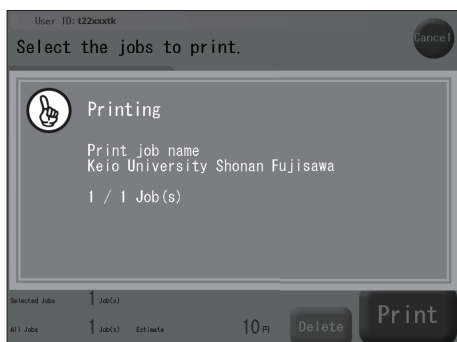 User ID: t22xxxtk
Select the jobs to print.
Cancel
Printing
Print job name
Keio University Shonan Fujisawa
1 / 1 Job(s)
Selected Jobs 1 Job(s)
All Jobs 1 Job(s) Estimate 10円 Delete Print